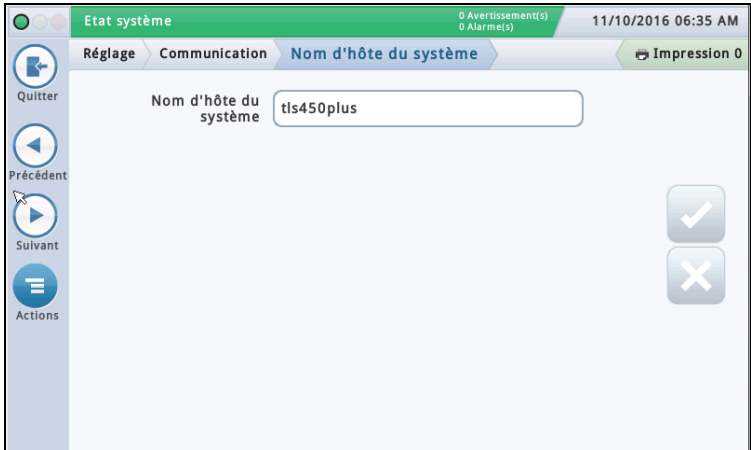 Etat système
0 Avertissement(s)
0 Alarme(s)
11/10/2016 06:35 AM
Réglage
Communication
Nom d'hôte du système
Impression 0
Quitter
Nom d'hôte du
système
tls450plus
Précédent
Suivant
Actions